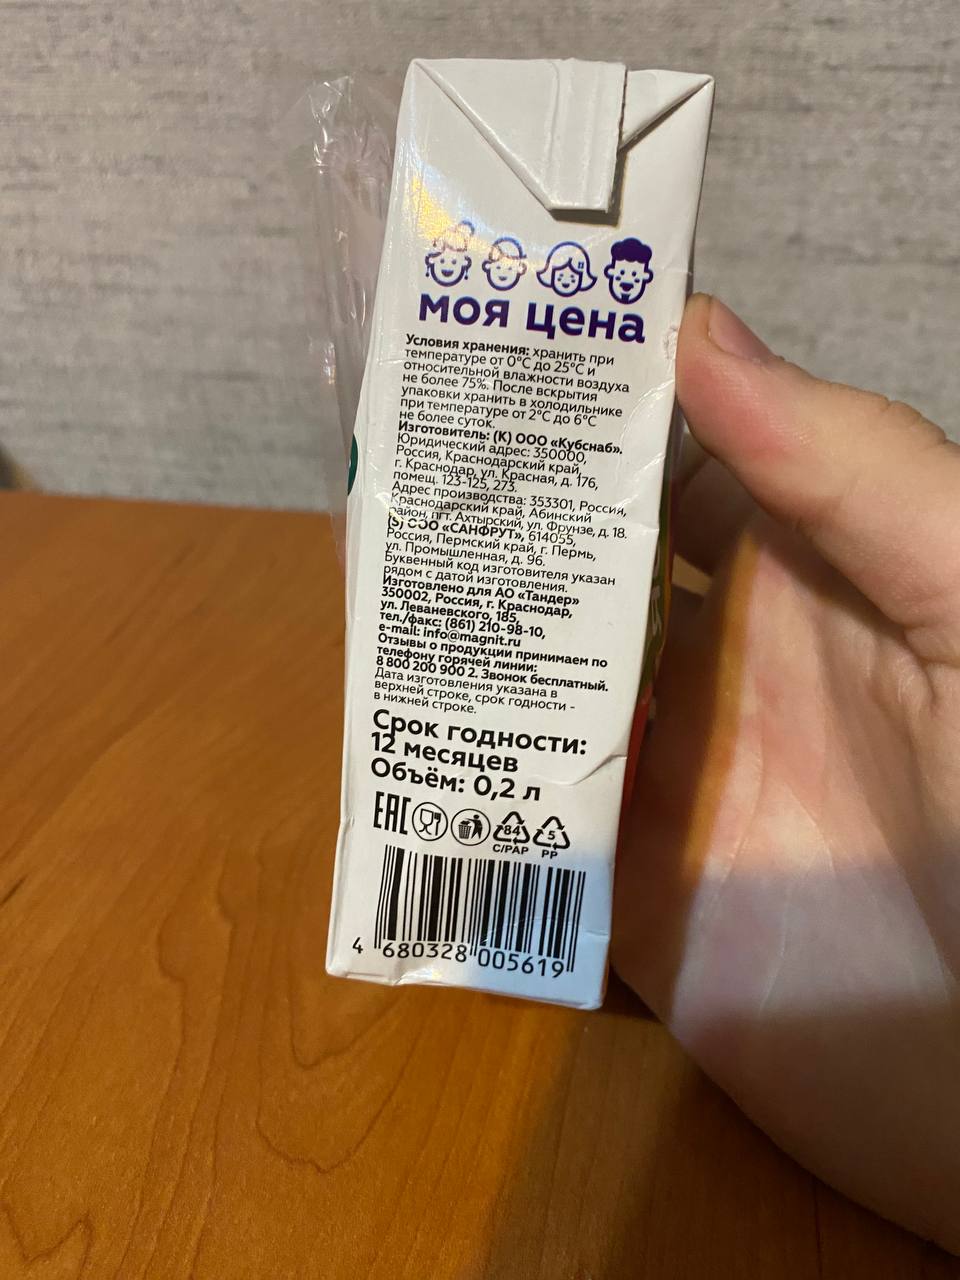 моя цена
Условия хранения: хранить при
температуре от 0°C до 25°C и
относительной влажности воздуха
не более 75%. После вскрытия
упаковки хранить в холодильнике
при температуре от 2°C до 6°C
не более суток.
Изготовитель: (К) ООО «Кубснаб».
Юридический адрес: 350000,
Россия, Краснодарский край,
г. Краснодар, ул. Красная, д. 176,
помещ. 123-125, 273.
Адрес производства: 353301, Россия,
Краснодарский край, Абинский
район, пгт. Ахтырский, ул. Фрунзе, д. 18.
(S) ООО «САНФРУТ», 614055,
Россия, Пермский край, г. Пермь,
ул. Промышленная, д. 96.
Буквенный код изготовителя указан
рядом с датой изготовления.
Изготовлено для АО «Тандер»
350002, Россия, г. Краснодар,
ул. Леваневского, 185,
тел./факс: (861) 210-98-10,
e-mail: info@magnit.ru
Отзывы о продукции принимаем по
телефону горячей линии:
8 800 200 900 2. Звонок бесплатный.
Дата изготовления указана в
верхней строке, срок годности -
в нижней строке.
Срок годности:
12 месяцев
Объём: 0,2 л
EAC 84 5
C/PAP PP
4 680328 005619